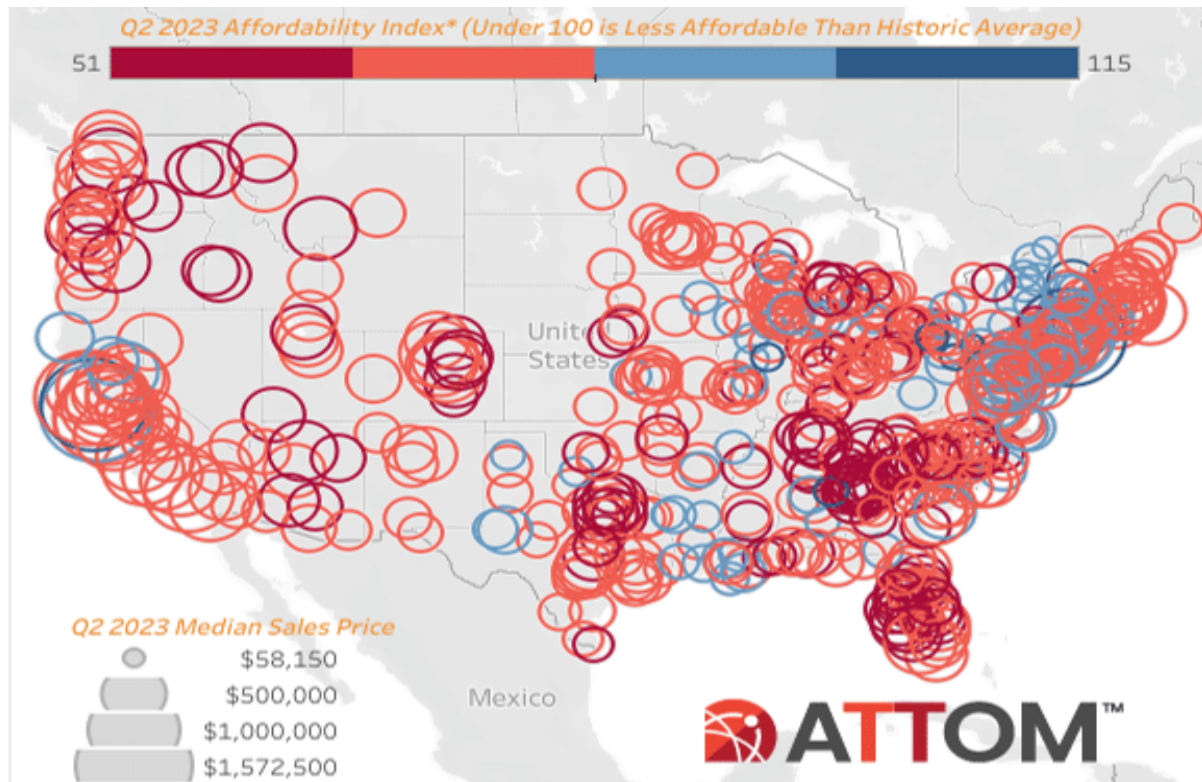 Q2 2023 Affordability Index* (Under 100 is Less Affordable Than Historic Average)
51 115
United
States
Q2 2023 Median Sales Price
$58,150
$500,000
$1,000,000
$1,572,500
Mexico
ATTOM™